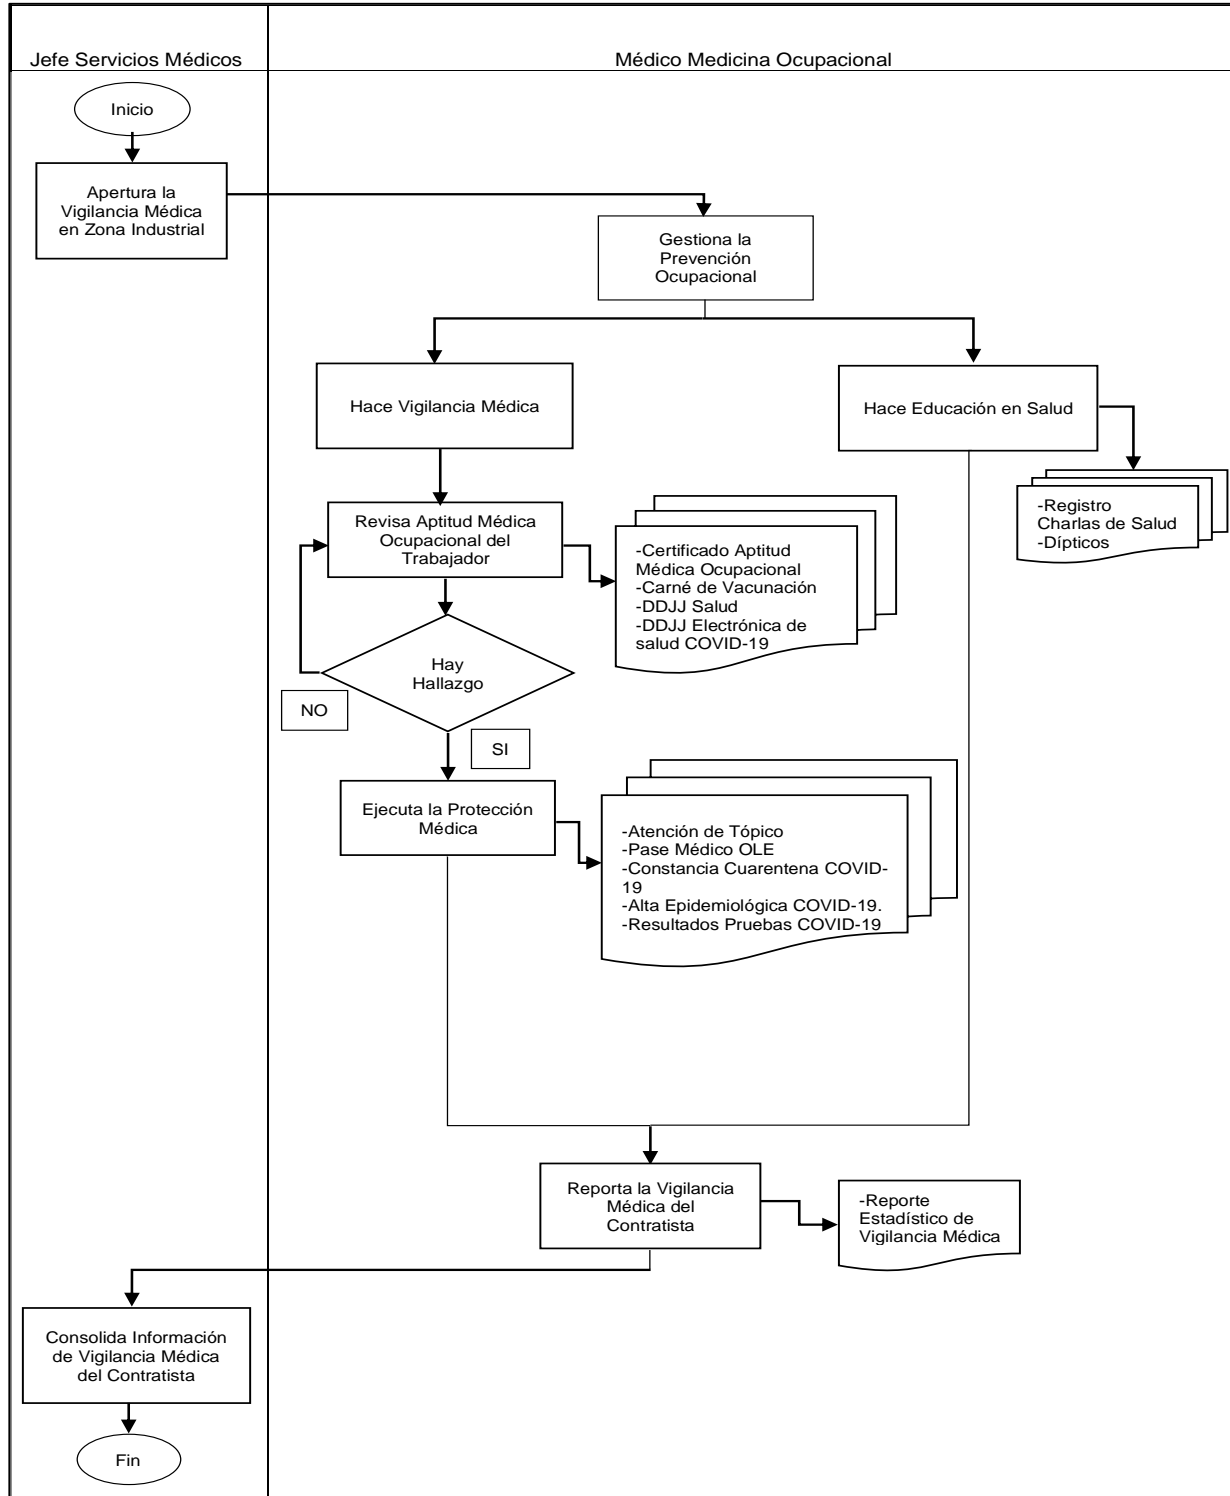 Jefe Servicios Médicos
Médico Medicina Ocupacional
Inicio
Apertura la
Vigilancia Médica
en Zona Industrial
Gestiona la
Prevención
Ocupacional
Hace Vigilancia Médica
Hace Educación en Salud
-Registro
Charlas de Salud
-Dípticos
Revisa Aptitud Médica
Ocupacional del
Trabajador
-Certificado Aptitud
Médica Ocupacional
-Carné de Vacunación
-DDJJ Salud
-DDJJ Electrónica de
salud COVID-19
Hay
Hallazgo
NO
SI
Ejecuta la Protección
Médica
-Atención de Tópico
-Pase Médico OLE
-Constancia Cuarentena COVID-
19
-Alta Epidemiológica COVID-19.
-Resultados Pruebas COVID-19
Reporta la Vigilancia
Médica del
Contratista
-Reporte
Estadístico de
Vigilancia Médica
Consolida Información
de Vigilancia Médica
del Contratista
Fin